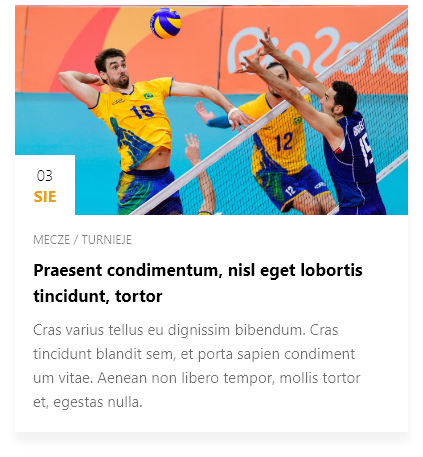 Rio2016
16
12
15
03
SIE
MECZE / TURNIEJE
Praesent condimentum, nisl eget lobortis
tincidunt, tortor
Cras varius tellus eu dignissim bibendum. Cras
tincidunt blandit sem, et porta sapien condiment
um vitae. Aenean non libero tempor, mollis tortor
et, egestas nulla.